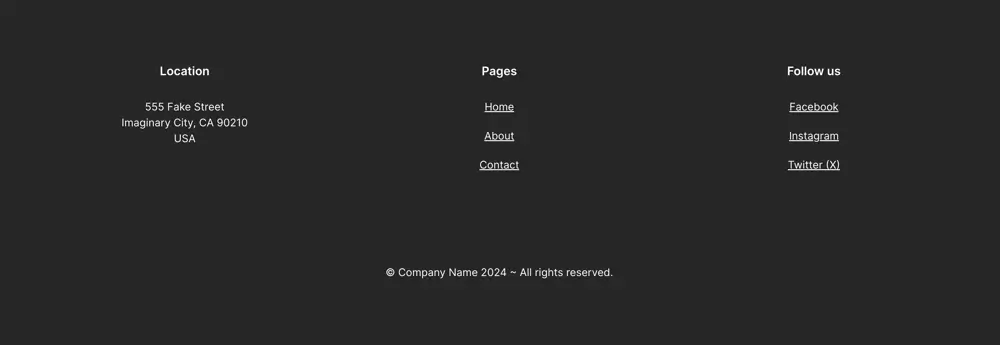 Location
555 Fake Street
Imaginary City, CA 90210
USA
Pages
Home
About
Contact
Follow us
Facebook
Instagram
Twitter (X)
© Company Name 2024 ~ All rights reserved.